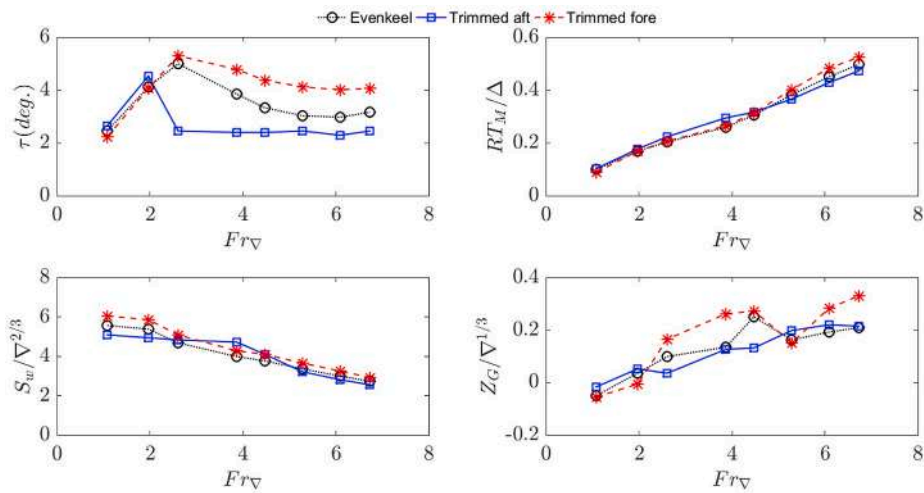 Evenkeel Trimmed aft Trimmed fore
6
4
2
0
τ(deg.)
0 2 4 6 8
Fr∇
0.6
0.4
0.2
0
RT_M/Δ
0 2 4 6 8
Fr∇
8
6
4
2
0
S_w/∇^{2/3}
0 2 4 6 8
Fr∇
0.4
0.2
0
-0.2
Z_G/∇^{1/3}
0 2 4 6 8
Fr∇